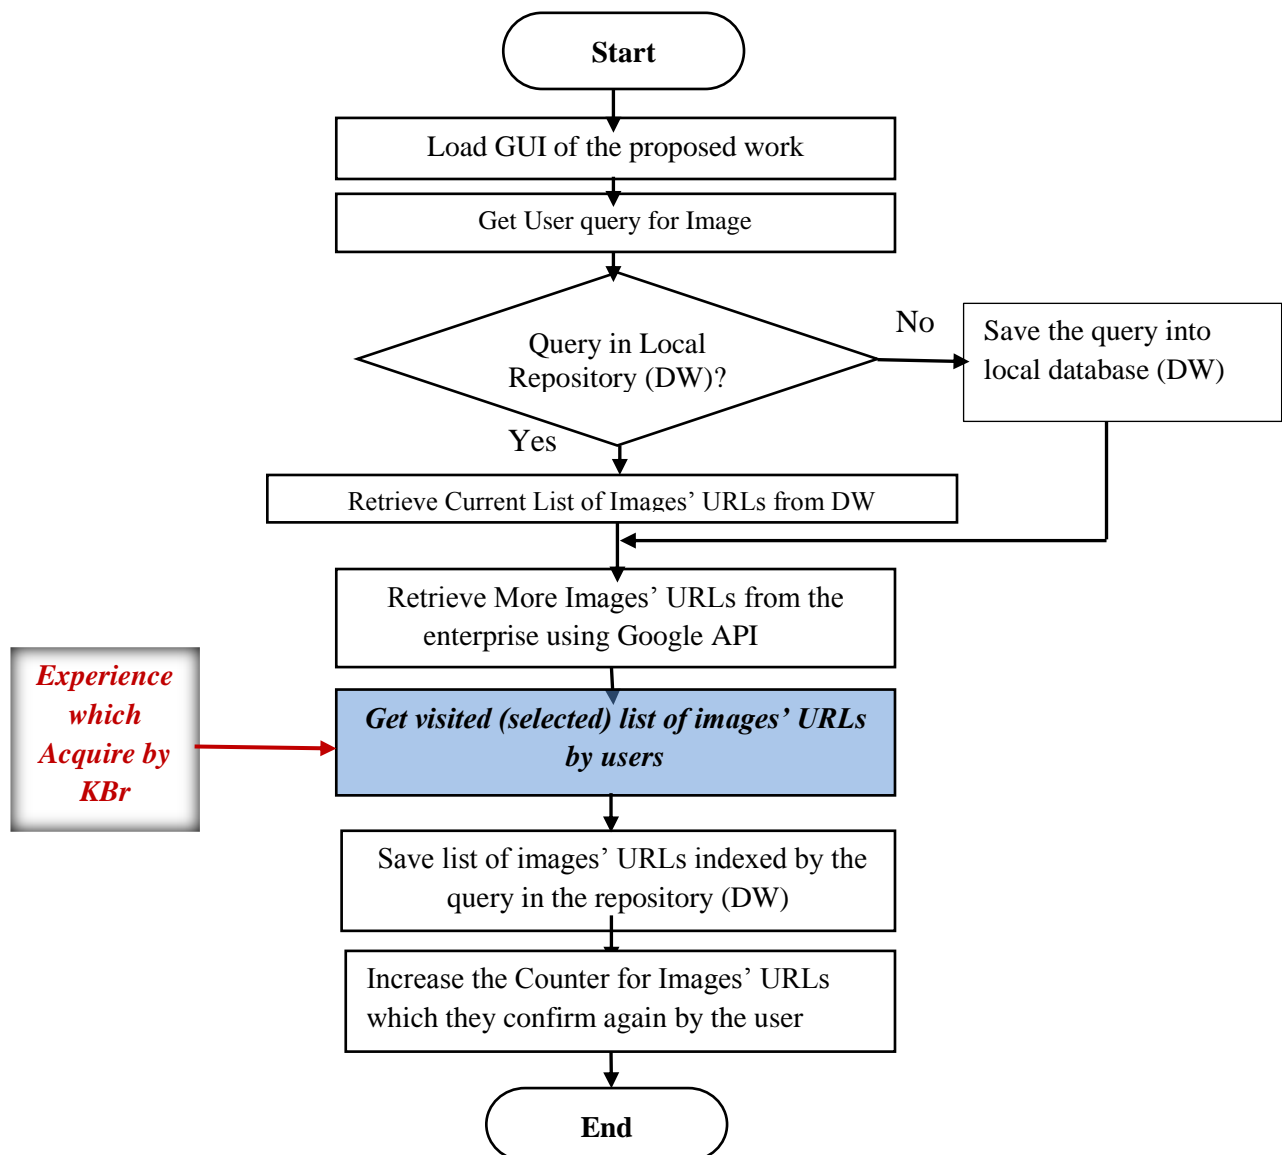 Start
Load GUI of the proposed work
Get User query for Image
Query in Local
Repository (DW)?
No
Save the query into
local database (DW)
Yes
Retrieve Current List of Images’ URLs from DW
Retrieve More Images’ URLs from the
enterprise using Google API
Experience
which
Acquire by
KBr
Get visited (selected) list of images’ URLs
by users
Save list of images’ URLs indexed by the
query in the repository (DW)
Increase the Counter for Images’ URLs
which they confirm again by the user
End